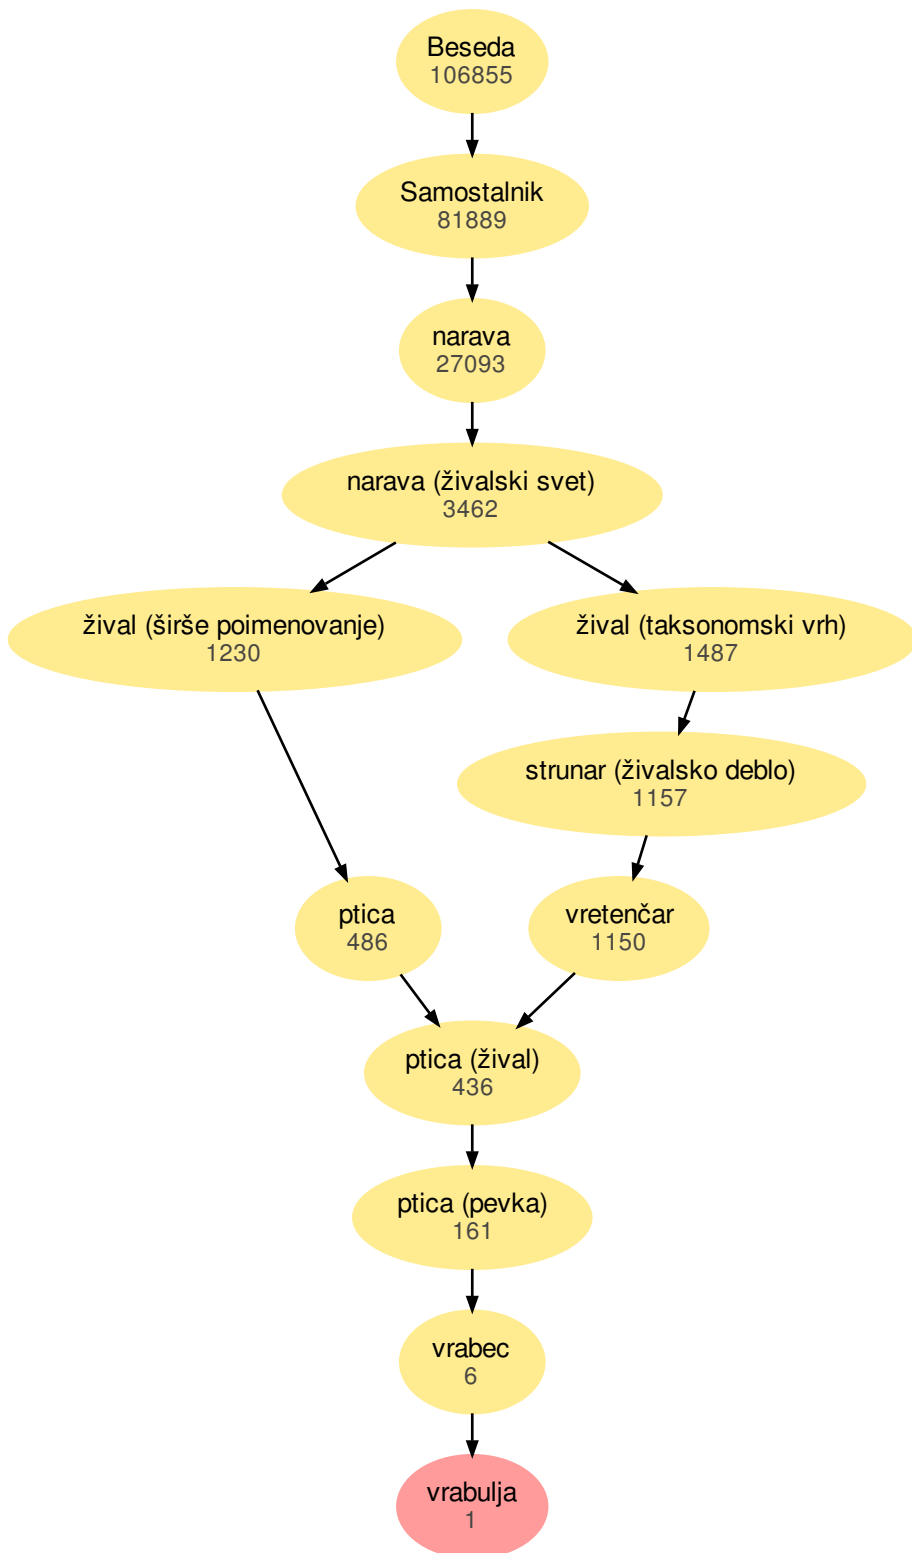 Beseda
106855
Samostalnik
81889
narava
27093
narava (živalski svet)
3462
žival (širše poimenovanje)
1230
žival (taksonomski vrh)
1487
strunar (živalsko deblo)
1157
ptica
486
vretenčar
1150
ptica (žival)
436
ptica (pevka)
161
vrabec
6
vrabulja
1